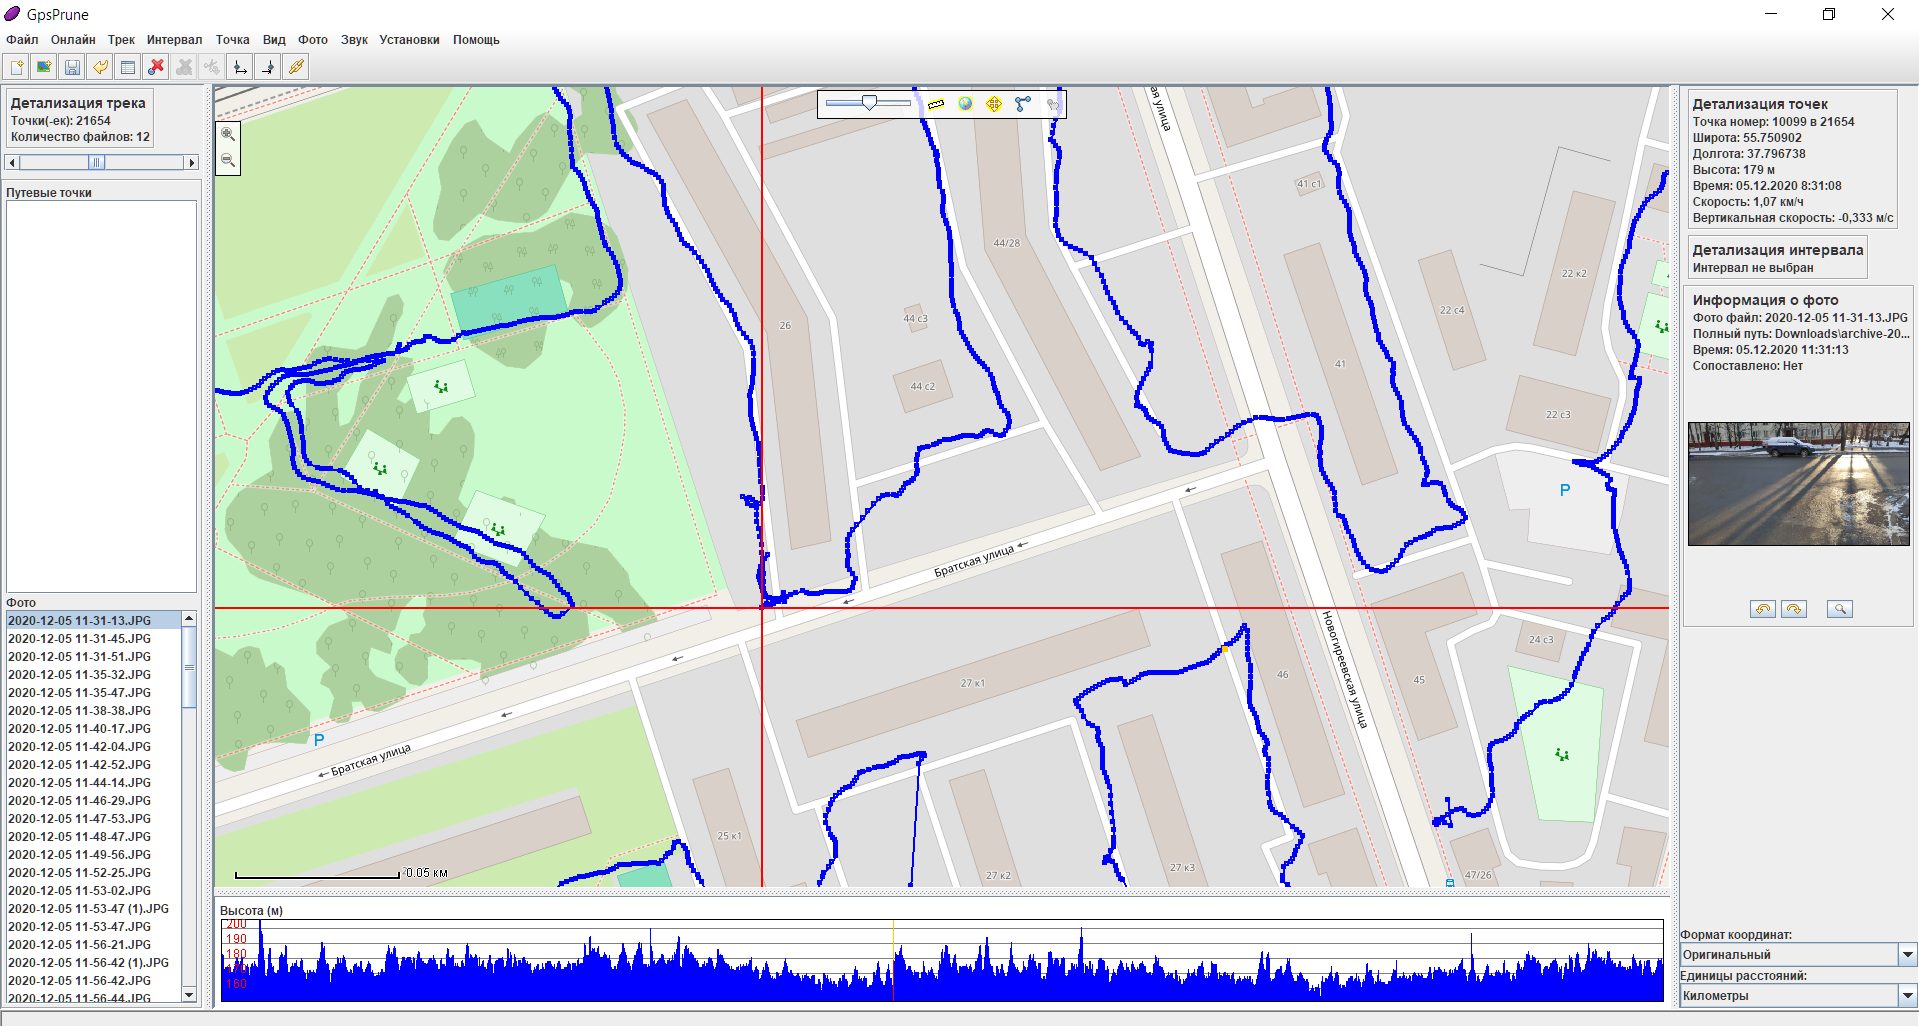 GpsPrune
Файл Онлайн Трек Интервал Точка Вид Фото Звук Установки Помощь
Детализация трека
Точки(-ек): 21654
Количество файлов: 12
Путевые точки
Фото
2020-12-05 11-31-13.JPG
2020-12-05 11-31-45.JPG
2020-12-05 11-31-51.JPG
2020-12-05 11-35-32.JPG
2020-12-05 11-35-47.JPG
2020-12-05 11-38-38.JPG
2020-12-05 11-40-17.JPG
2020-12-05 11-42-04.JPG
2020-12-05 11-42-52.JPG
2020-12-05 11-44-14.JPG
2020-12-05 11-46-29.JPG
2020-12-05 11-47-53.JPG
2020-12-05 11-48-47.JPG
2020-12-05 11-49-56.JPG
2020-12-05 11-52-25.JPG
2020-12-05 11-53-02.JPG
2020-12-05 11-53-47 (1).JPG
2020-12-05 11-53-47.JPG
2020-12-05 11-56-21.JPG
2020-12-05 11-56-42 (1).JPG
2020-12-05 11-56-42.JPG
2020-12-05 11-56-44.JPG
ая улица
41 с1
44/28
22 к2
26
44 с3
22 с4
41
44 с2
22 с3
P
Братская улица
Новогиреевская улица
24 с3
27 к1
46
45
P
Братская улица
25 к1
27 к2
27 к3
47/26
0.05 км
Высота (м)
200
190
180
160
Детализация точек
Точка номер: 10099 в 21654
Широта: 55.750902
Долгота: 37.796738
Высота: 179 м
Время: 05.12.2020 8:31:08
Скорость: 1,07 км/ч
Вертикальная скорость: -0,333 м/с
Детализация интервала
Интервал не выбран
Информация о фото
Фото файл: 2020-12-05 11-31-13.JPG
Полный путь: Downloads\archive-20...
Время: 05.12.2020 11:31:13
Сопоставлено: Нет
Формат координат:
Оригинальный
Единицы расстояний:
Километры